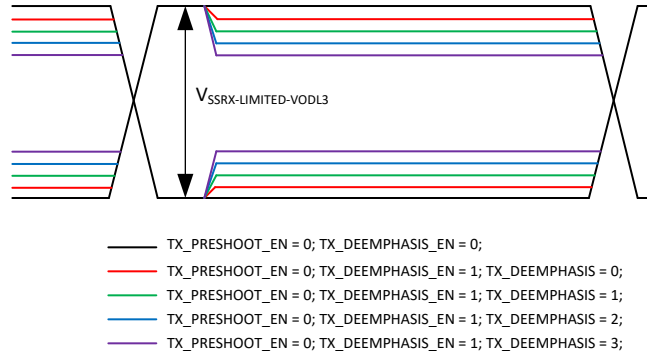 VSSRX-LIMITED-VODL3
TX_PRESHOOT_EN = 0; TX_DEEMPHASIS_EN = 0;
TX_PRESHOOT_EN = 0; TX_DEEMPHASIS_EN = 1; TX_DEEMPHASIS = 0;
TX_PRESHOOT_EN = 0; TX_DEEMPHASIS_EN = 1; TX_DEEMPHASIS = 1;
TX_PRESHOOT_EN = 0; TX_DEEMPHASIS_EN = 1; TX_DEEMPHASIS = 2;
TX_PRESHOOT_EN = 0; TX_DEEMPHASIS_EN = 1; TX_DEEMPHASIS = 3;